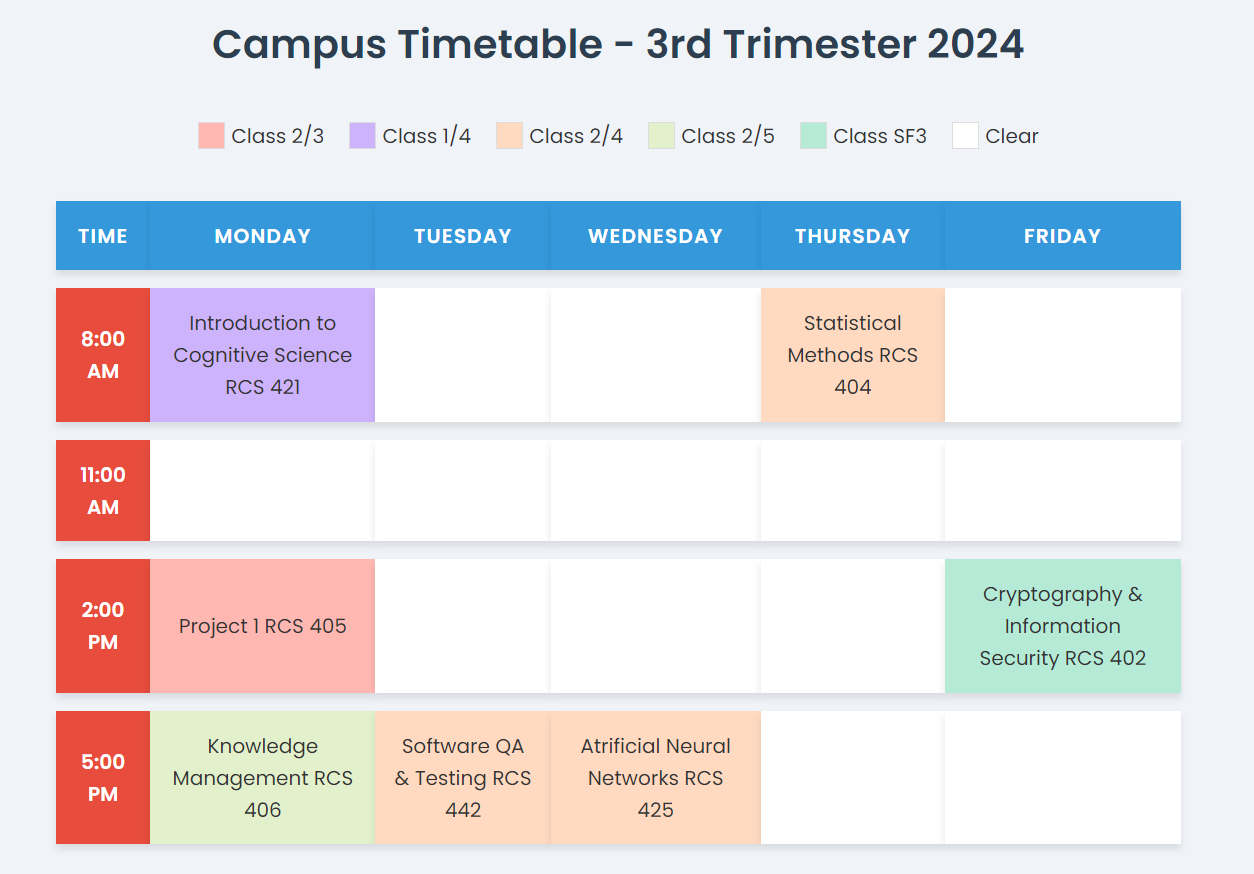 Campus Timetable - 3rd Trimester 2024
Class 2/3 Class 1/4 Class 2/4 Class 2/5 Class SF3 Clear
TIME MONDAY TUESDAY WEDNESDAY THURSDAY FRIDAY
8:00
AM
Introduction to
Cognitive Science
RCS 421
Statistical
Methods RCS
404
11:00
AM
2:00
PM
Project 1 RCS 405
Cryptography &
Information
Security RCS 402
5:00
PM
Knowledge
Management RCS
406
Software QA
& Testing RCS
442
Atrificial Neural
Networks RCS
425